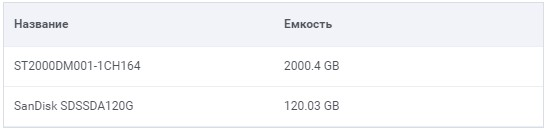 Название Емкость
ST2000DM001-1CH164 2000.4 GB
SanDisk SDSSDA120G 120.03 GB